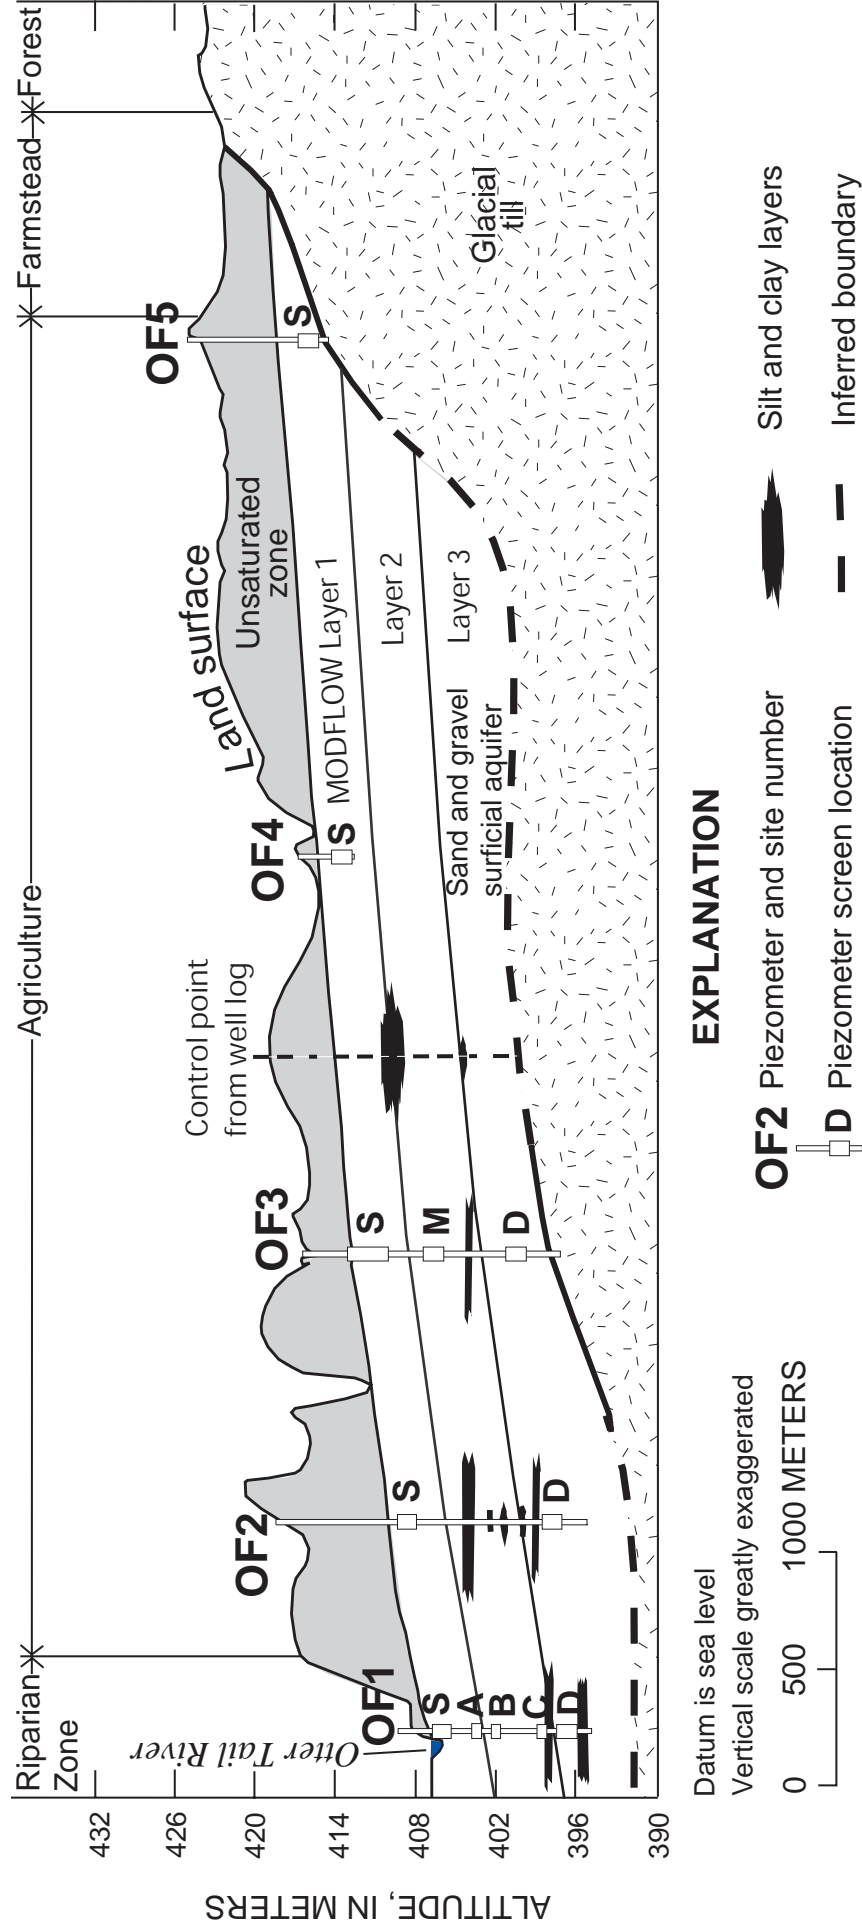 Riparian
Zone
Agriculture
Farmstead
Forest
ALTITUDE, IN METERS
432
426
420
414
408
402
396
390
Otter Tail River
OF1
S
A
B
C
D
OF2
S
D
OF3
S
M
D
Control point
from well log
OF4
S
Land surface
Unsaturated
zone
MODFLOW Layer 1
Layer 2
Layer 3
Sand and gravel
surficial aquifer
OF5
S
Glacial
till
Datum is sea level
Vertical scale greatly exaggerated
0 500 1000 METERS
EXPLANATION
OF2 Piezometer and site number
D Piezometer screen location
Silt and clay layers
Inferred boundary